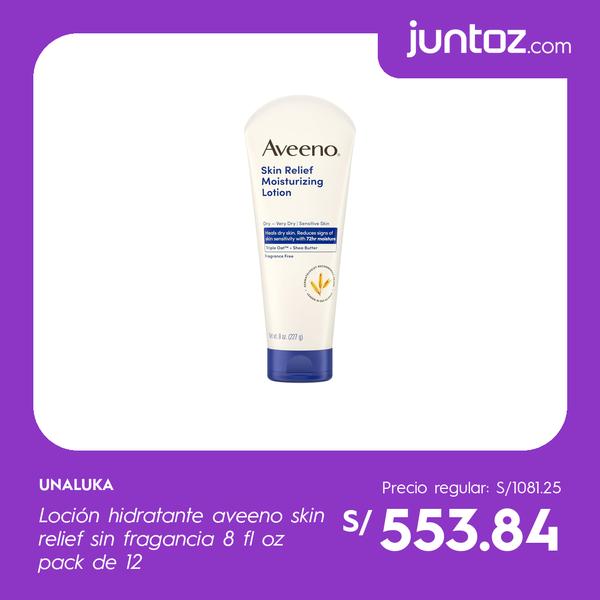 juntoz.com
Aveeno®
Skin Relief
Moisturizing
Lotion
Dry – Very Dry | Sensitive Skin
Heals dry skin. Reduces signs of
skin sensitivity with 72hr moisture
Triple Oat™ + Shea Butter
Fragrance Free
Net wt. 8 oz. (227 g)
UNALUKA
Loción hidratante aveeno skin
relief sin fragancia 8 fl oz
pack de 12
Precio regular: S/1081.25
S/ 553.84